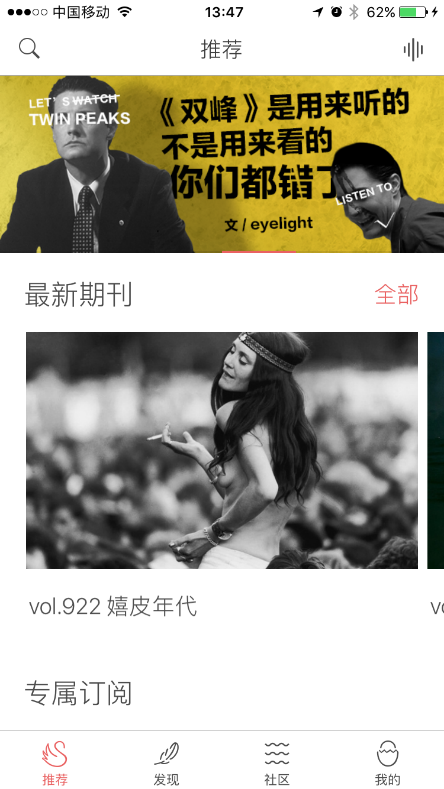 中国移动
13:47
62%
推荐
LET'S WATCH
TWIN PEAKS
《双峰》是用来听的
不是用来看的
你们都错了
LISTEN TO
文 / eyelight
最新期刊
全部
vol.922 嬉皮年代
vo
专属订阅
推荐
发现
社区
我的